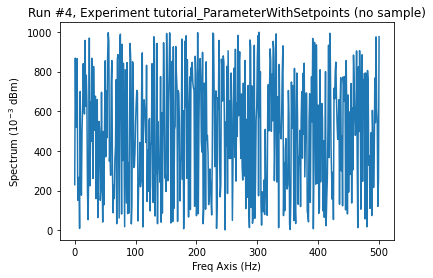 Run #4, Experiment tutorial_ParameterWithSetpoints (no sample)
1000
800
600
400
200
0
Spectrum (10⁻³ dBm)
0 100 200 300 400 500
Freq Axis (Hz)